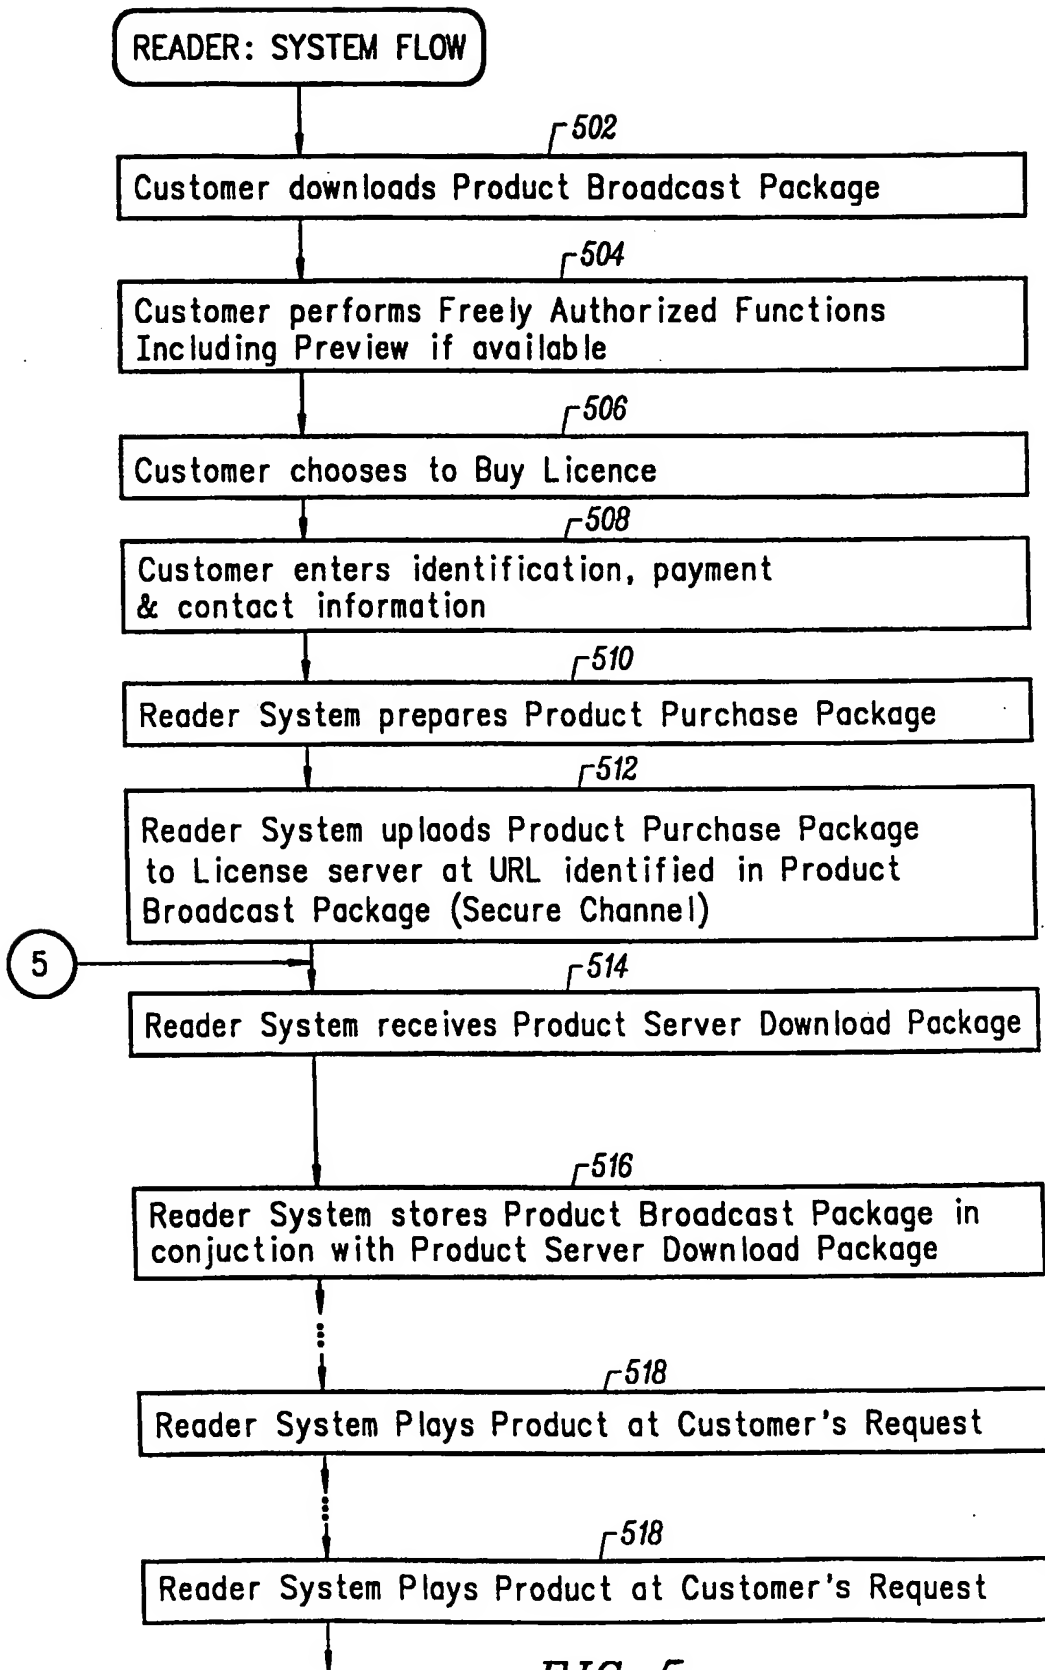 READER: SYSTEM FLOW
502
Customer downloads Product Broadcast Package
504
Customer performs Freely Authorized Functions
Including Preview if available
506
Customer chooses to Buy Licence
508
Customer enters identification, payment
& contact information
510
Reader System prepares Product Purchase Package
512
Reader System uplaods Product Purchase Package
to License server at URL identified in Product
Broadcast Package (Secure Channel)
5
514
Reader System receives Product Server Download Package
516
Reader System stores Product Broadcast Package in
conjuction with Product Server Download Package
518
Reader System Plays Product at Customer's Request
518
Reader System Plays Product at Customer's Request
FIG. 5